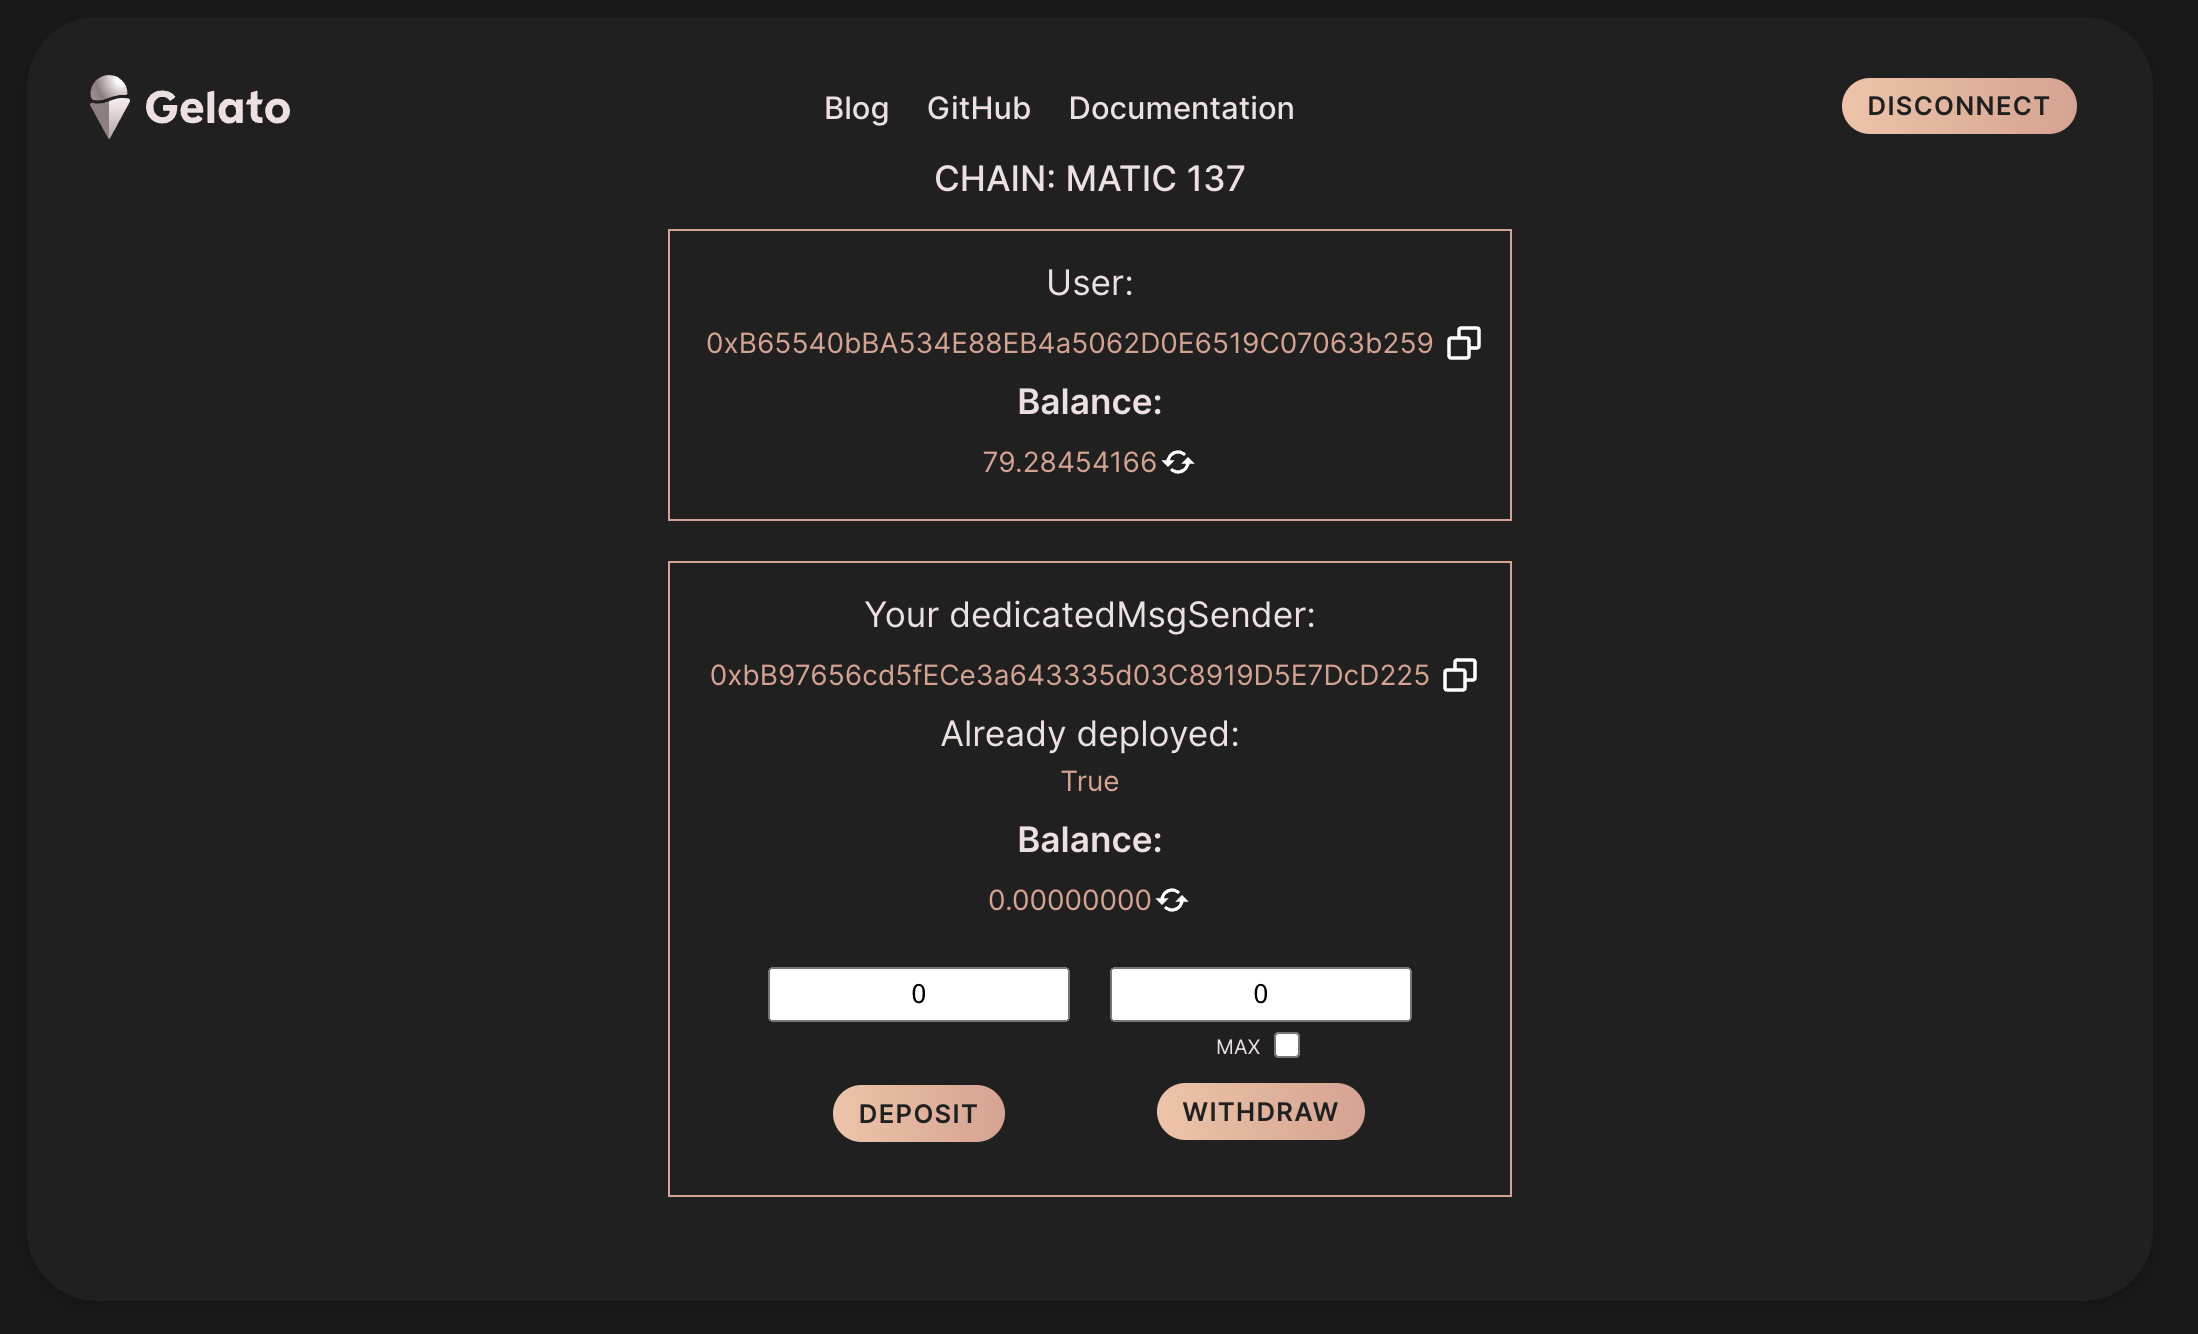 Gelato
Blog GitHub Documentation
DISCONNECT
CHAIN: MATIC 137
User:
0xB65540bBA534E88EB4a5062D0E6519C07063b259
Balance:
79.28454166
Your dedicatedMsgSender:
0xbB97656cd5fECe3a643335d03C8919D5E7DcD225
Already deployed:
True
Balance:
0.00000000
0 0
MAX
DEPOSIT WITHDRAW